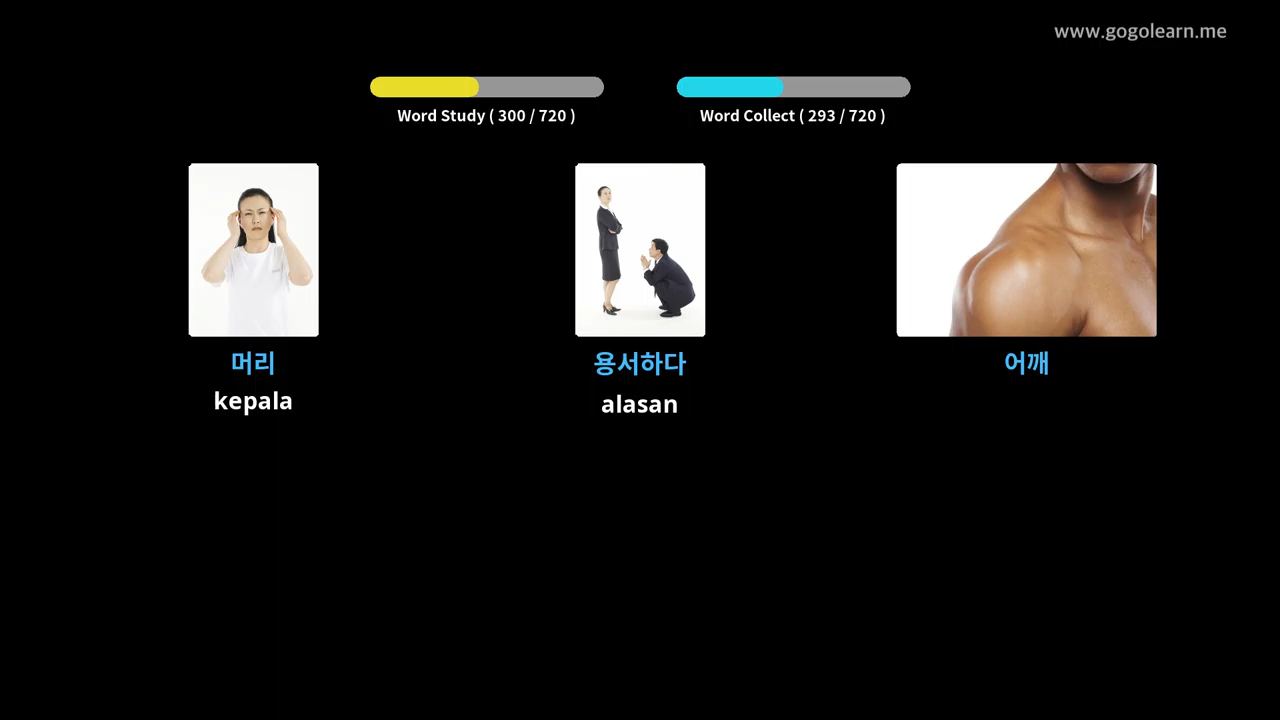 www.gogolearn.me
Word Study ( 300 / 720 )
Word Collect ( 293 / 720 )
머리
용서하다
어깨
kepala
alasan